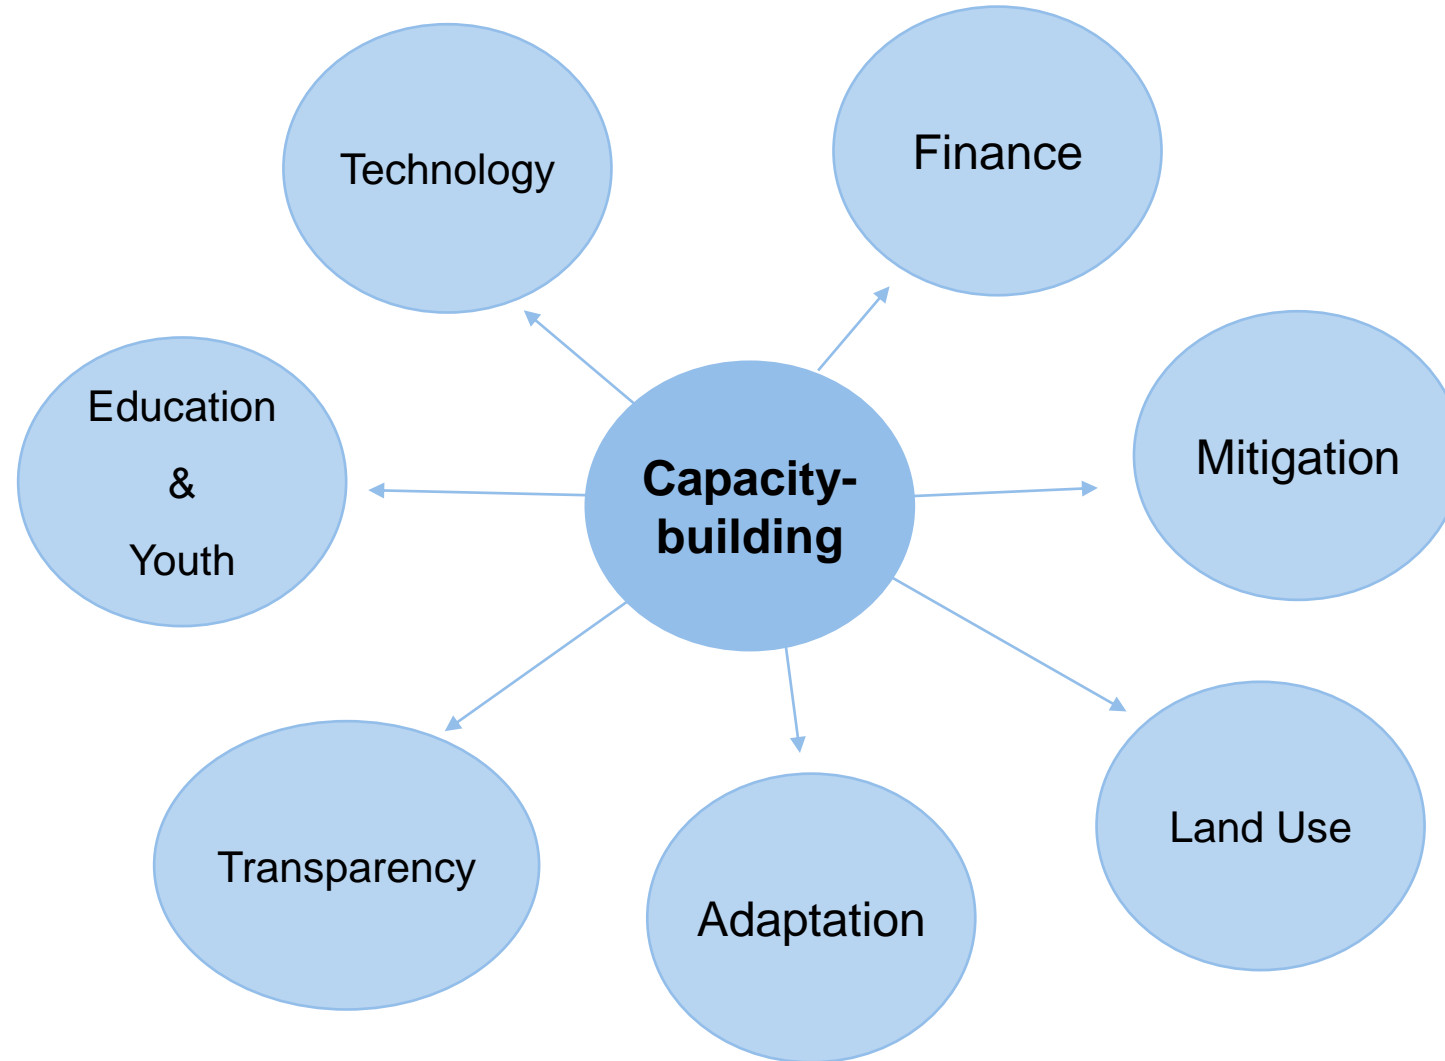 Technology
Finance
Education
&
Youth
Capacity-
building
Mitigation
Transparency
Adaptation
Land Use